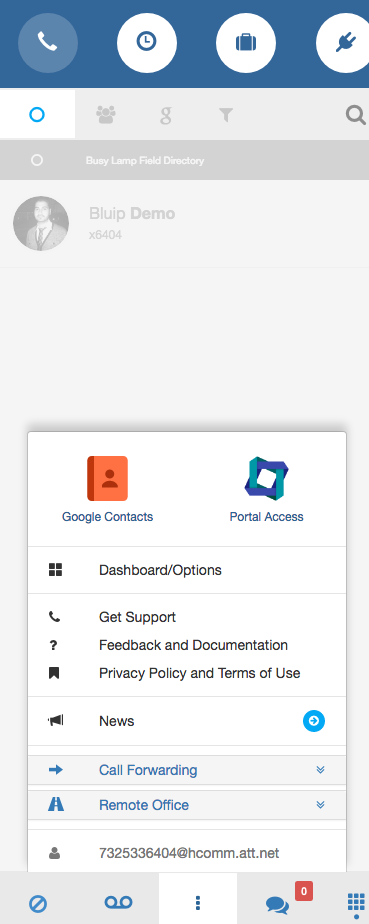 Busy Lamp Field Directory
Bluip Demo
x6404
Google Contacts
Portal Access
Dashboard/Options
Get Support
Feedback and Documentation
Privacy Policy and Terms of Use
News
Call Forwarding
Remote Office
7325336404@hcomm.att.net
0